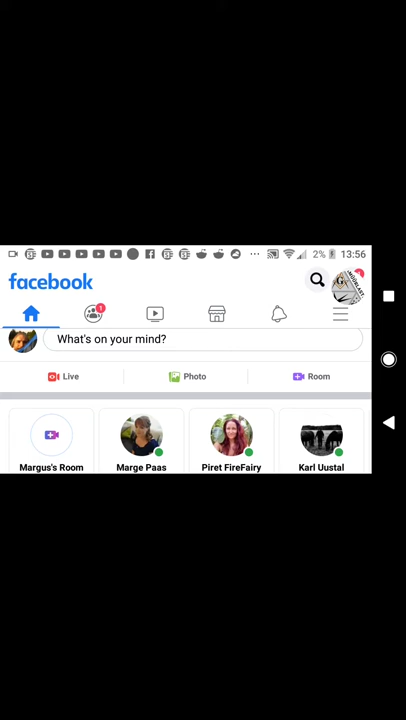 2% 13:56
facebook
1
What's on your mind?
Live Photo Room
Margus's Room Marge Paas Piret FireFairy Karl Uustal